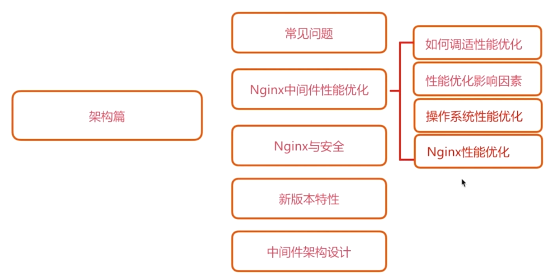 架构篇
常见问题
Nginx中间件性能优化
Nginx与安全
新版本特性
中间件架构设计
如何调适性能优化
性能优化影响因素
操作系统性能优化
Nginx性能优化